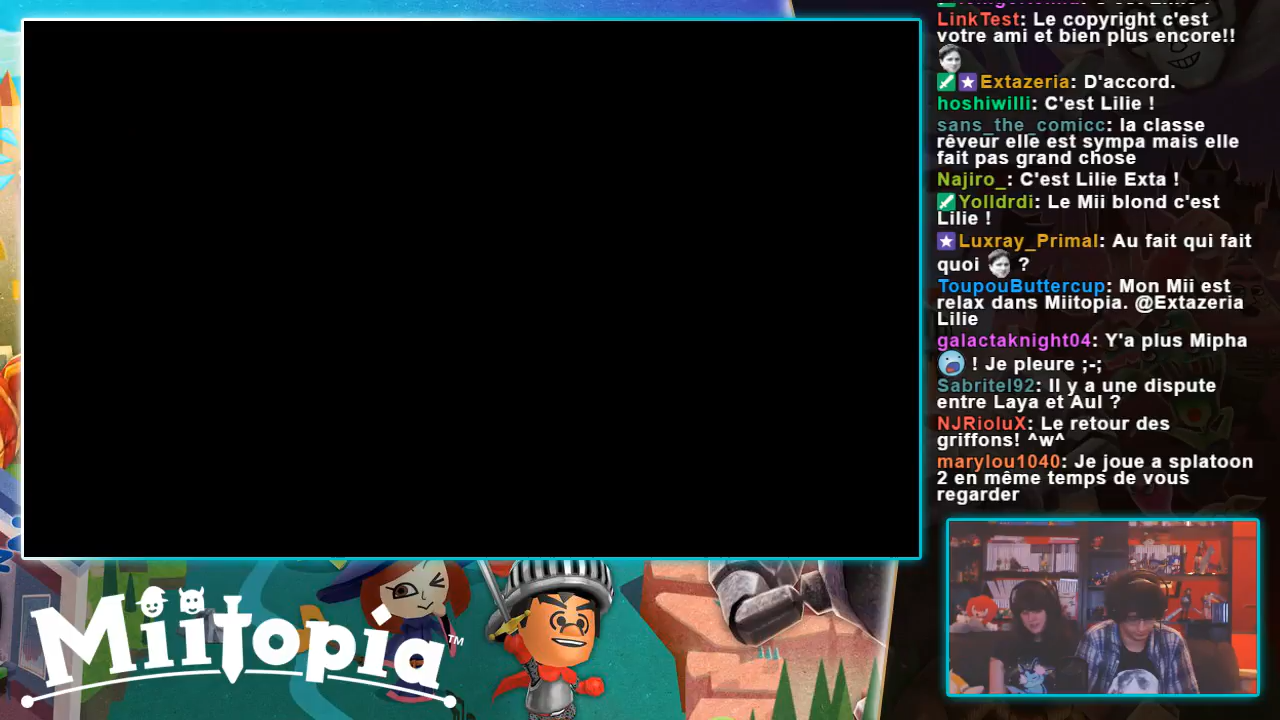 LinkTest: Le copyright c'est
votre ami et bien plus encore!!
Extazeria: D'accord.
hoshiwilli: C'est Lilie !
sans_the_comicc: la classe
rêveur elle est sympa mais elle
fait pas grand chose
Najiro_: C'est Lilie Exta !
Yolldrdi: Le Mii blond c'est
Lilie !
Luxray_Primal: Au fait qui fait
quoi ?
ToupouButtercup: Mon Mii est
relax dans Miitopia. @Extazeria
Lilie
galactaknight04: Y'a plus Mipha
! Je pleure ;-;
Sabritel92: Il y a une dispute
entre Laya et Aul ?
NJRioluX: Le retour des
griffons! ^w^
marylou1040: Je joue a splatoon
2 en même temps de vous
regarder
Miitopia™